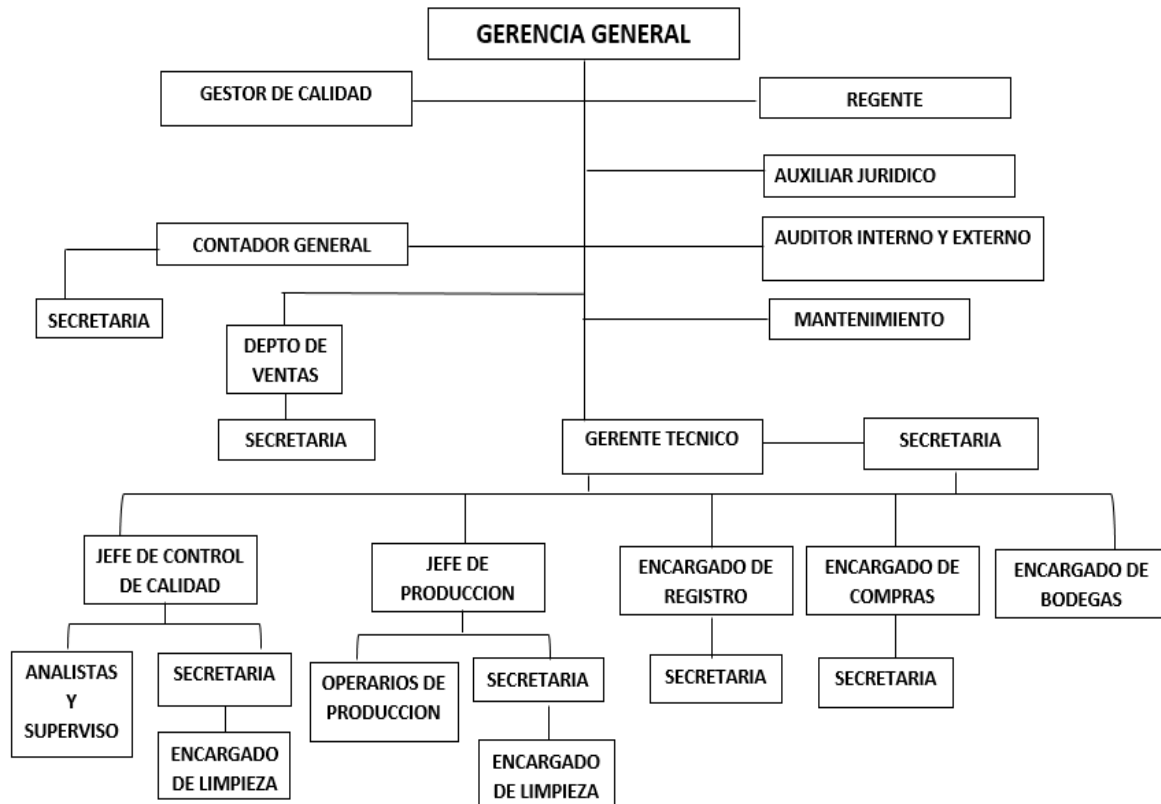 GERENCIA GENERAL
GESTOR DE CALIDAD
REGENTE
AUXILIAR JURIDICO
CONTADOR GENERAL
AUDITOR INTERNO Y EXTERNO
SECRETARIA
MANTENIMIENTO
DEPTO DE
VENTAS
SECRETARIA
GERENTE TECNICO
SECRETARIA
JEFE DE CONTROL
DE CALIDAD
JEFE DE
PRODUCCION
ENCARGADO DE
REGISTRO
ENCARGADO DE
COMPRAS
ENCARGADO DE
BODEGAS
ANALISTAS
Y
SUPERVISO
SECRETARIA
OPERARIOS DE
PRODUCCION
SECRETARIA
SECRETARIA
SECRETARIA
ENCARGADO
DE LIMPIEZA
ENCARGADO
DE LIMPIEZA